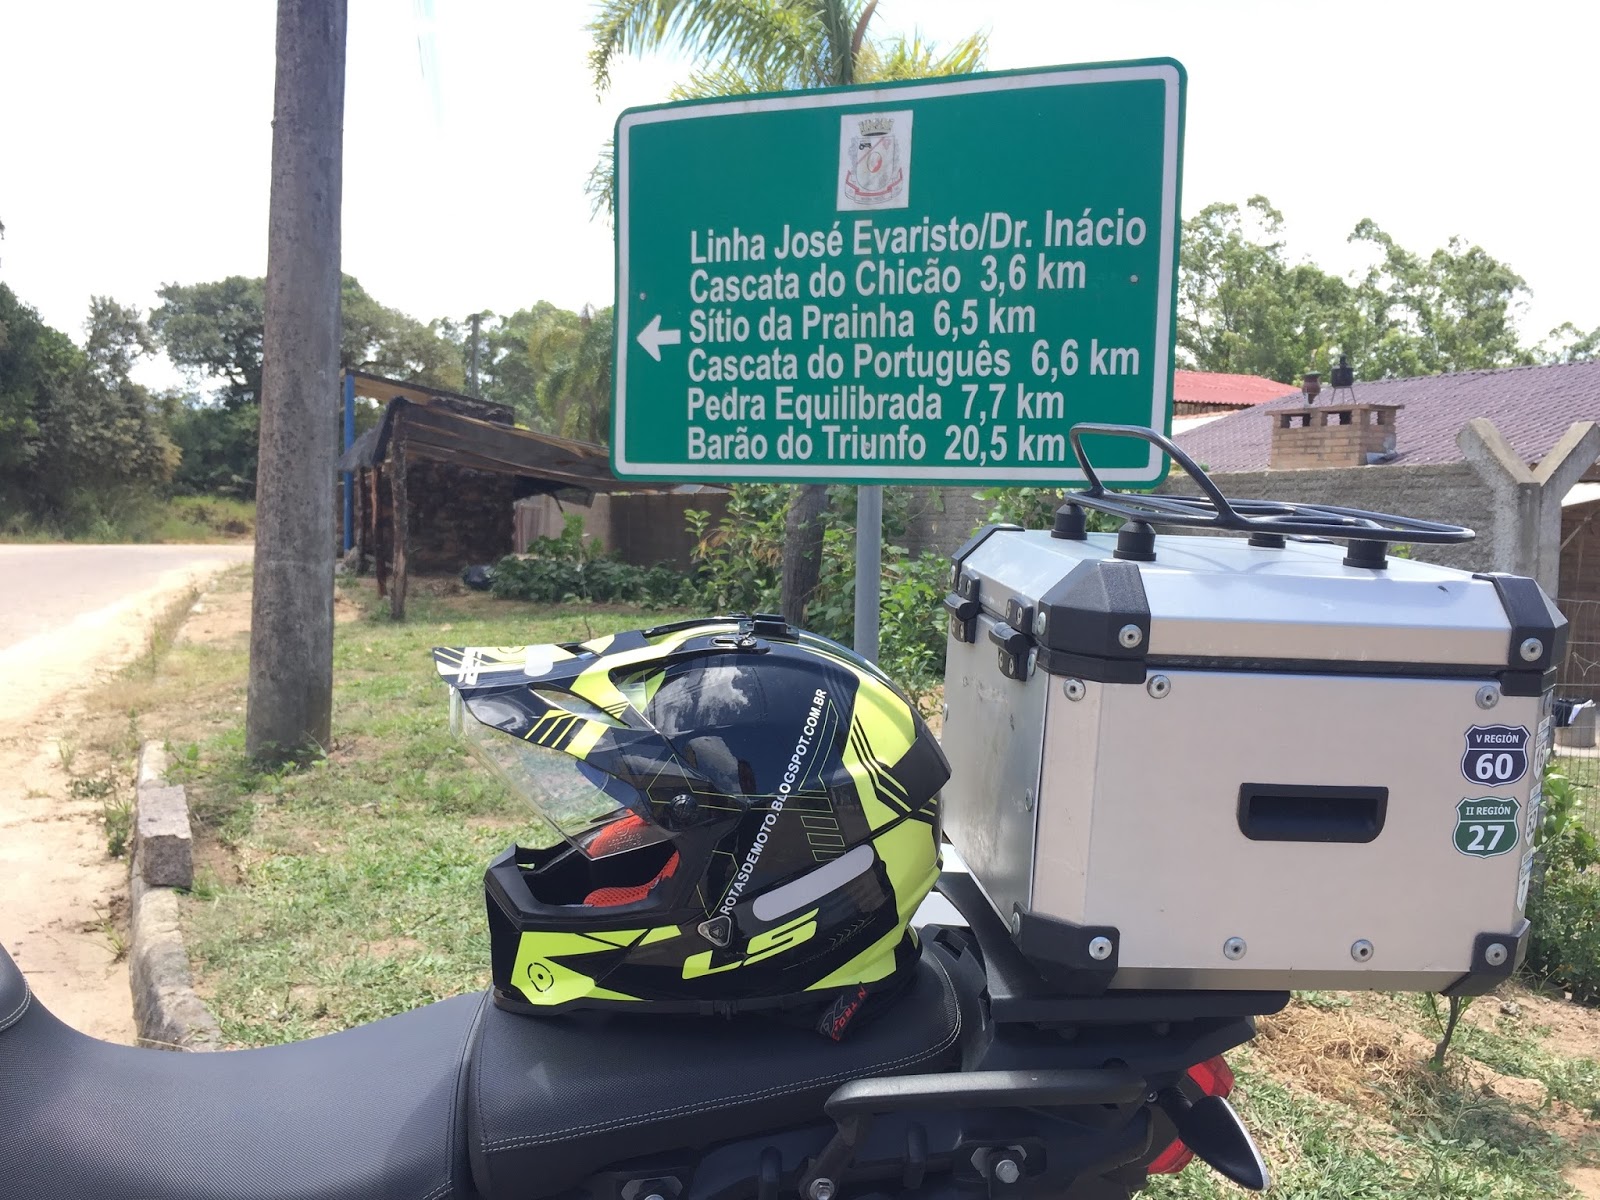 Linha José Evaristo/Dr. Inácio
Cascata do Chicão 3,6 km
Sítio da Prainha 6,5 km
Cascata do Português 6,6 km
Pedra Equilibrada 7,7 km
Barão do Triunfo 20,5 km
ROTASDEMOTO.BLOGSPOT.COM.BR
LS
V REGIÓN
60
II REGIÓN
27